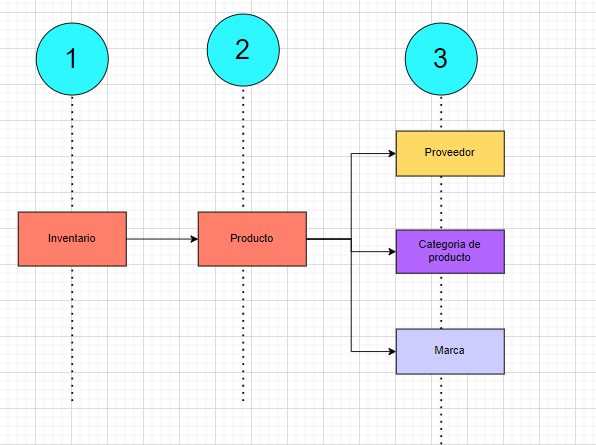 1
2
3
Proveedor
Inventario
Producto
Categoria de
producto
Marca